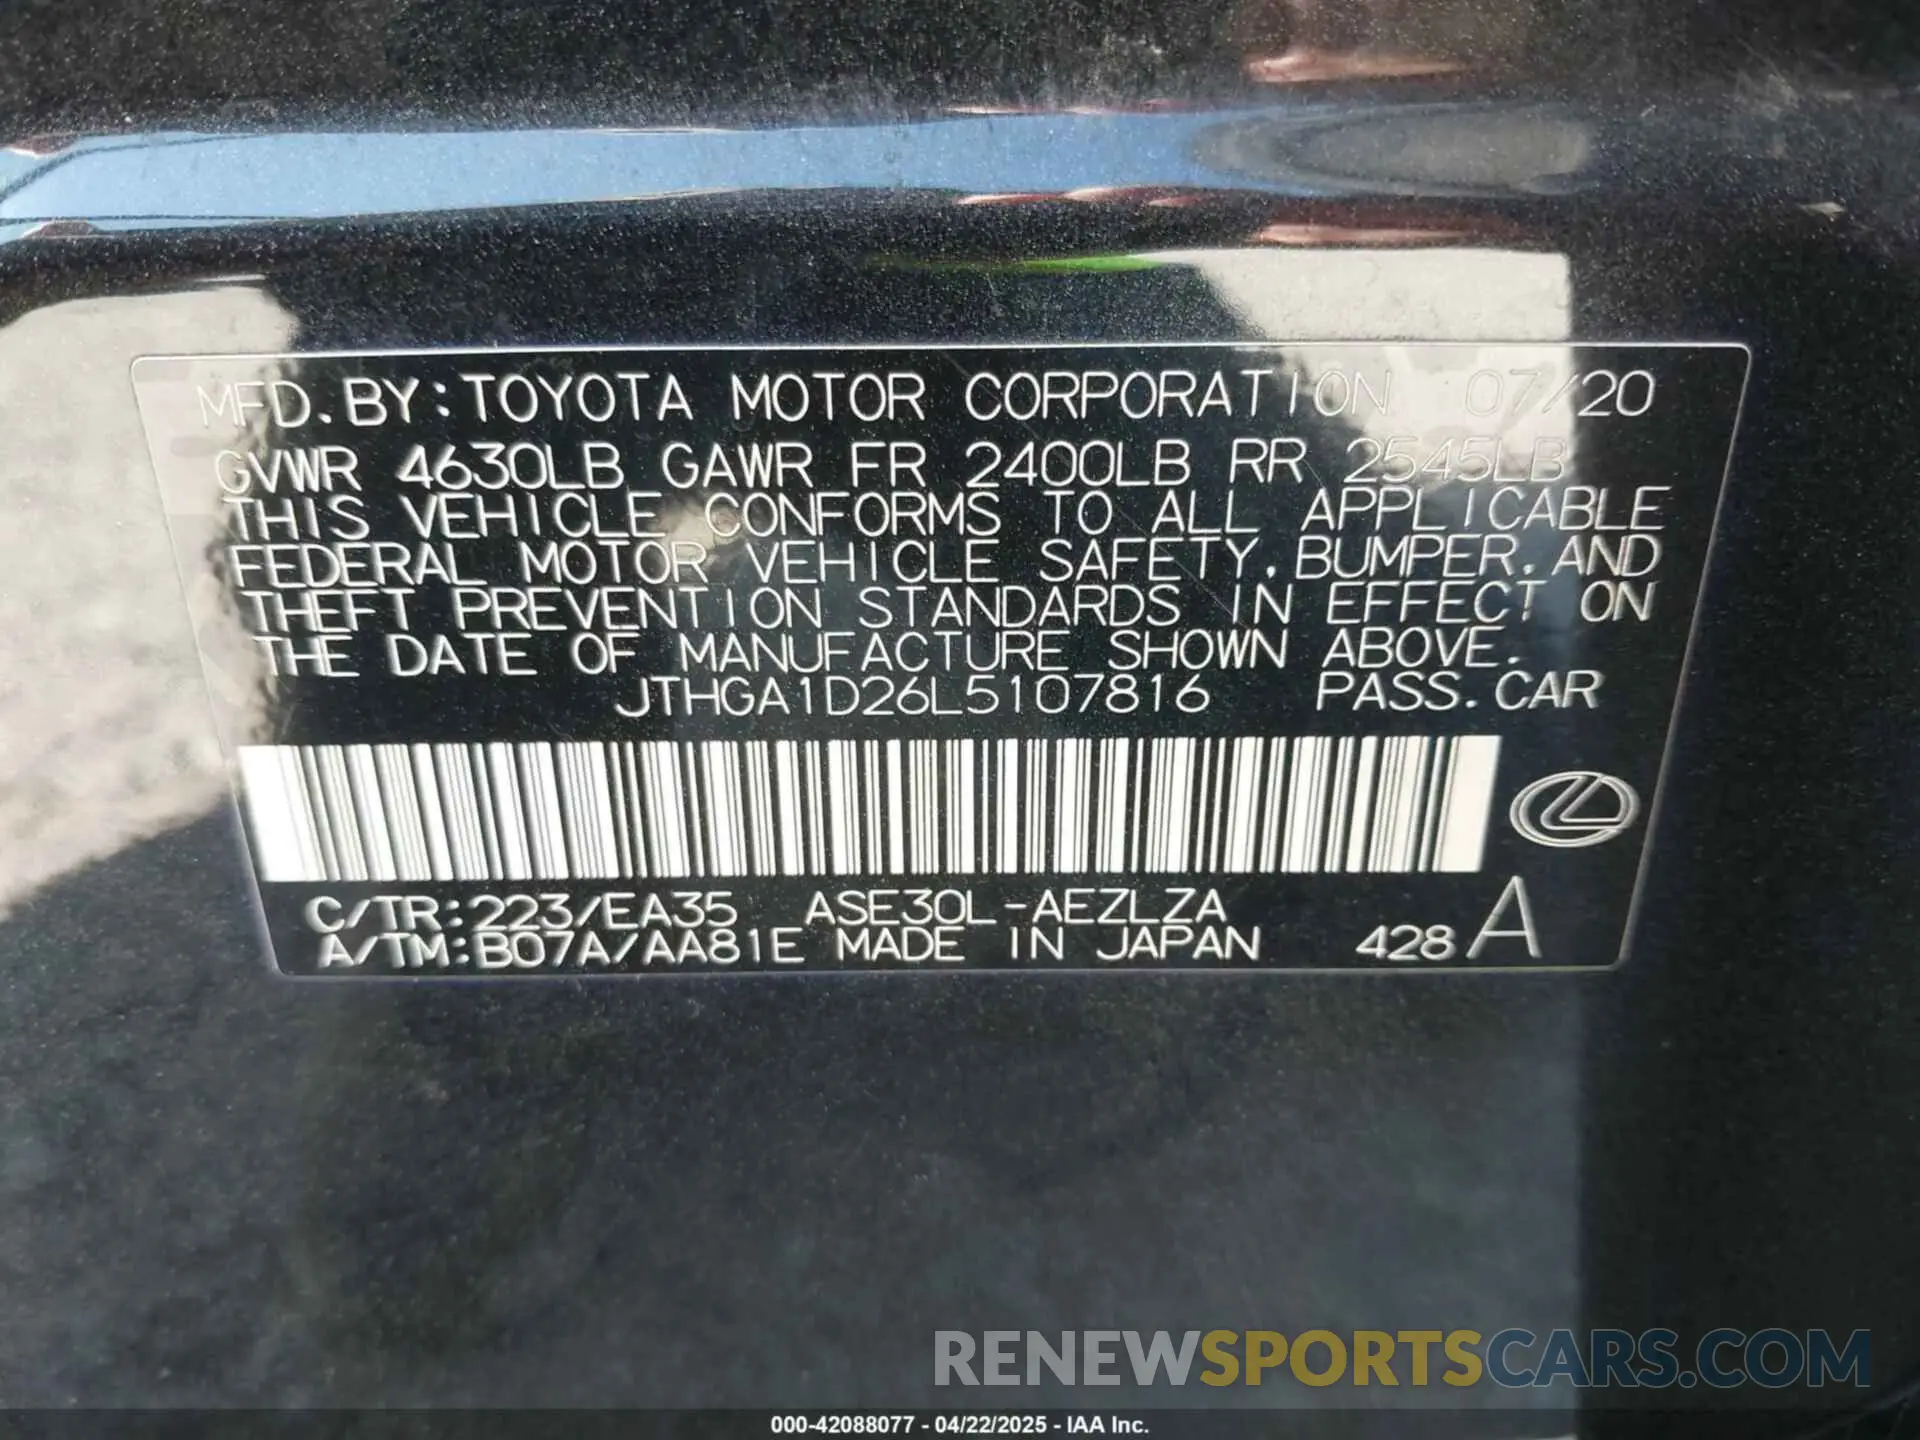 MFD.BY:TOYOTA MOTOR CORPORATION 07/20
GVWR 4630LB GAWR FR 2400LB RR 2545LB
THIS VEHICLE CONFORMS TO ALL APPLICABLE
FEDERAL MOTOR VEHICLE SAFETY,BUMPER,AND
THEFT PREVENTION STANDARDS IN EFFECT ON
THE DATE OF MANUFACTURE SHOWN ABOVE.
JTHGA1D26L5107816 PASS.CAR
C/TR:223/EA35 ASE30L-AEZLZA
A/TM:B07A/AA81E MADE IN JAPAN 428 A
RENEWSPORTSCARS.COM
000-42088077 - 04/22/2025 - IAA Inc.